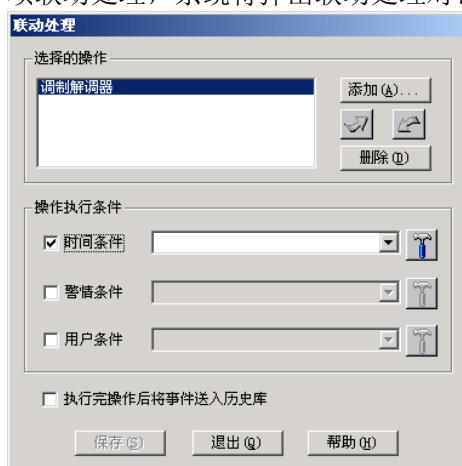 联动处理
选择的操作
调制解调器
添加(A)...
删除(D)
操作执行条件
时间条件
警情条件
用户条件
执行完操作后将事件送入历史库
保存(S) 退出(Q) 帮助(H)